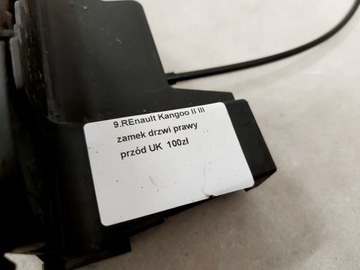 9.REnault Kangoo II III
zamek drzwi prawy
przód UK 100zł